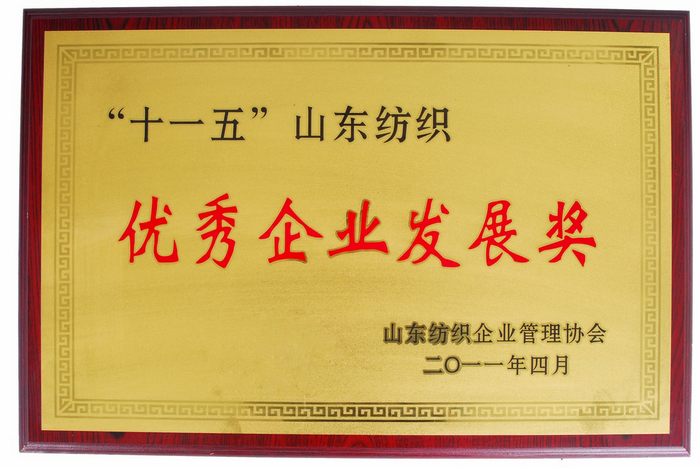 “十一五”山东纺织
优秀企业发展奖
山东纺织企业管理协会
二〇一一年四月